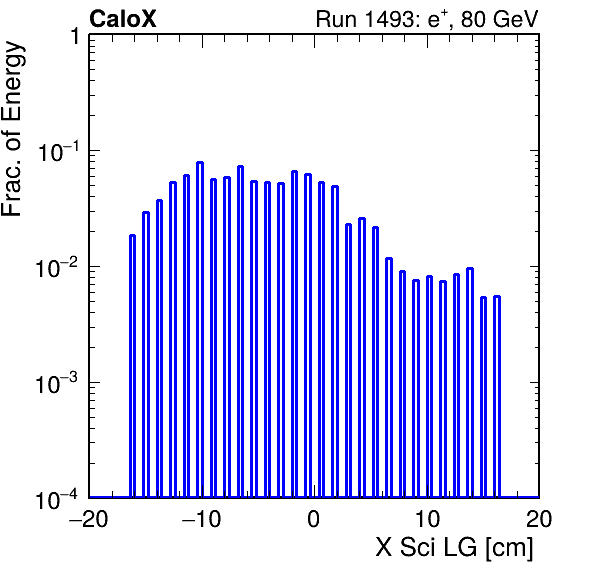 CaloX Run 1493: e⁺, 80 GeV
Frac. of Energy
1
10⁻¹
10⁻²
10⁻³
10⁻⁴
−20 −10 0 10 20
X Sci LG [cm]